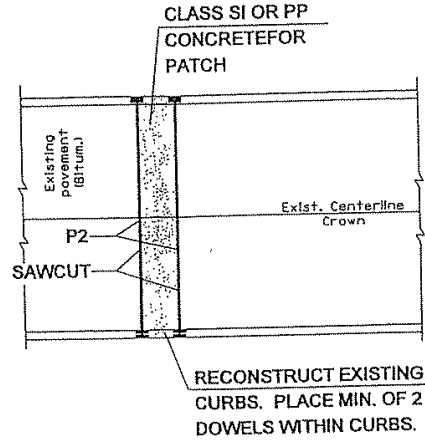 CLASS SI OR PP
CONCRETEFOR
PATCH
Existing
pavement
(Bitum.)
Exist. Centerline
Crown
P2
SAWCUT
RECONSTRUCT EXISTING
CURBS. PLACE MIN. OF 2
DOWELS WITHIN CURBS.